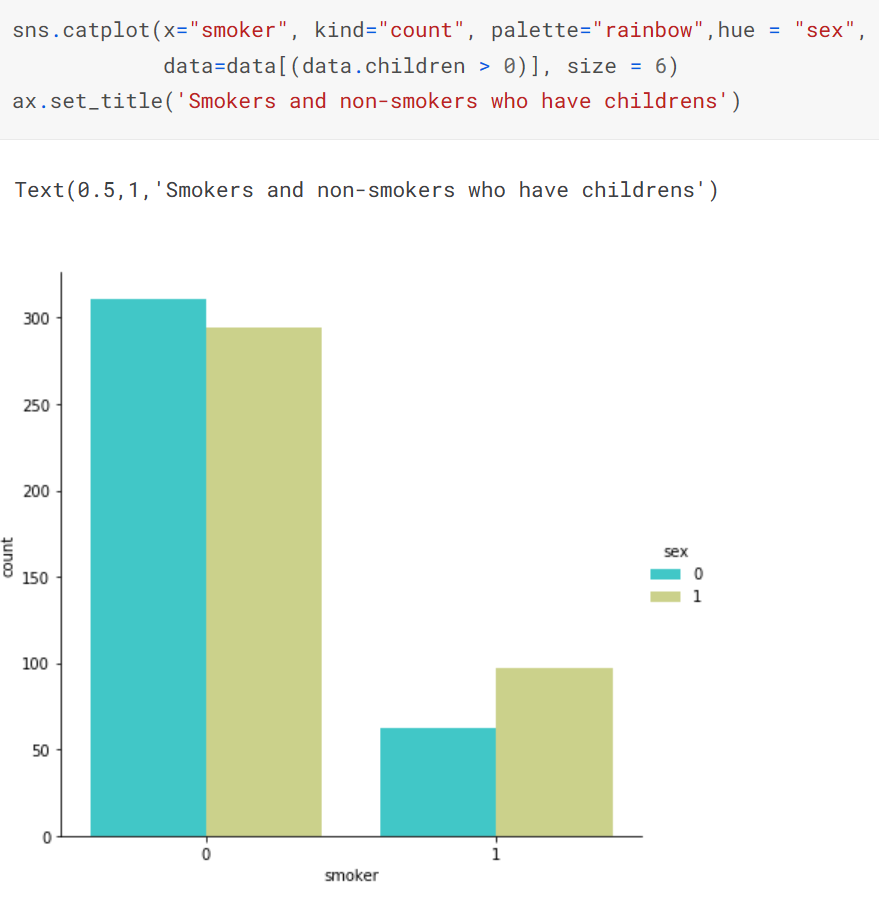 sns.catplot(x="smoker", kind="count", palette="rainbow",hue = "sex",
data=data[(data.children > 0)], size = 6)
ax.set_title('Smokers and non-smokers who have childrens')
Text(0.5,1,'Smokers and non-smokers who have childrens')
300
250
200
150
100
50
0
count
0
1
smoker
sex
0
1